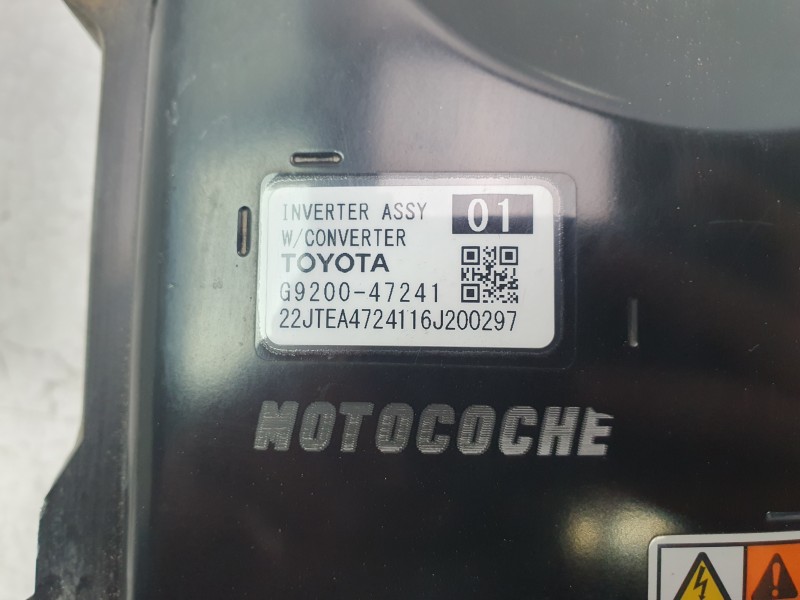 INVERTER ASSY 01
W/CONVERTER
TOYOTA
G9200-47241
22JTEA4724116J200297
MOTOCOCHE